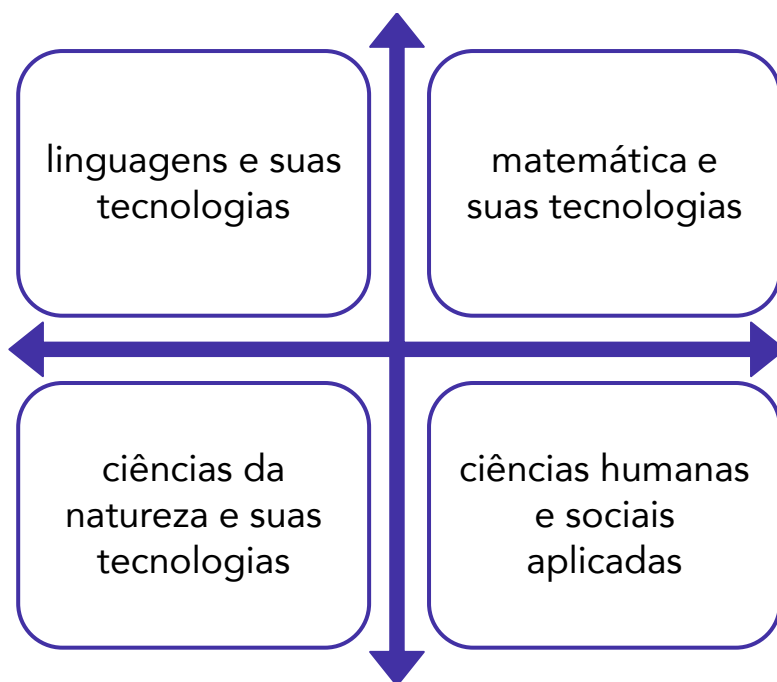 linguagens e suas
tecnologias
matemática e
suas tecnologias
ciências da
natureza e suas
tecnologias
ciências humanas
e sociais
aplicadas